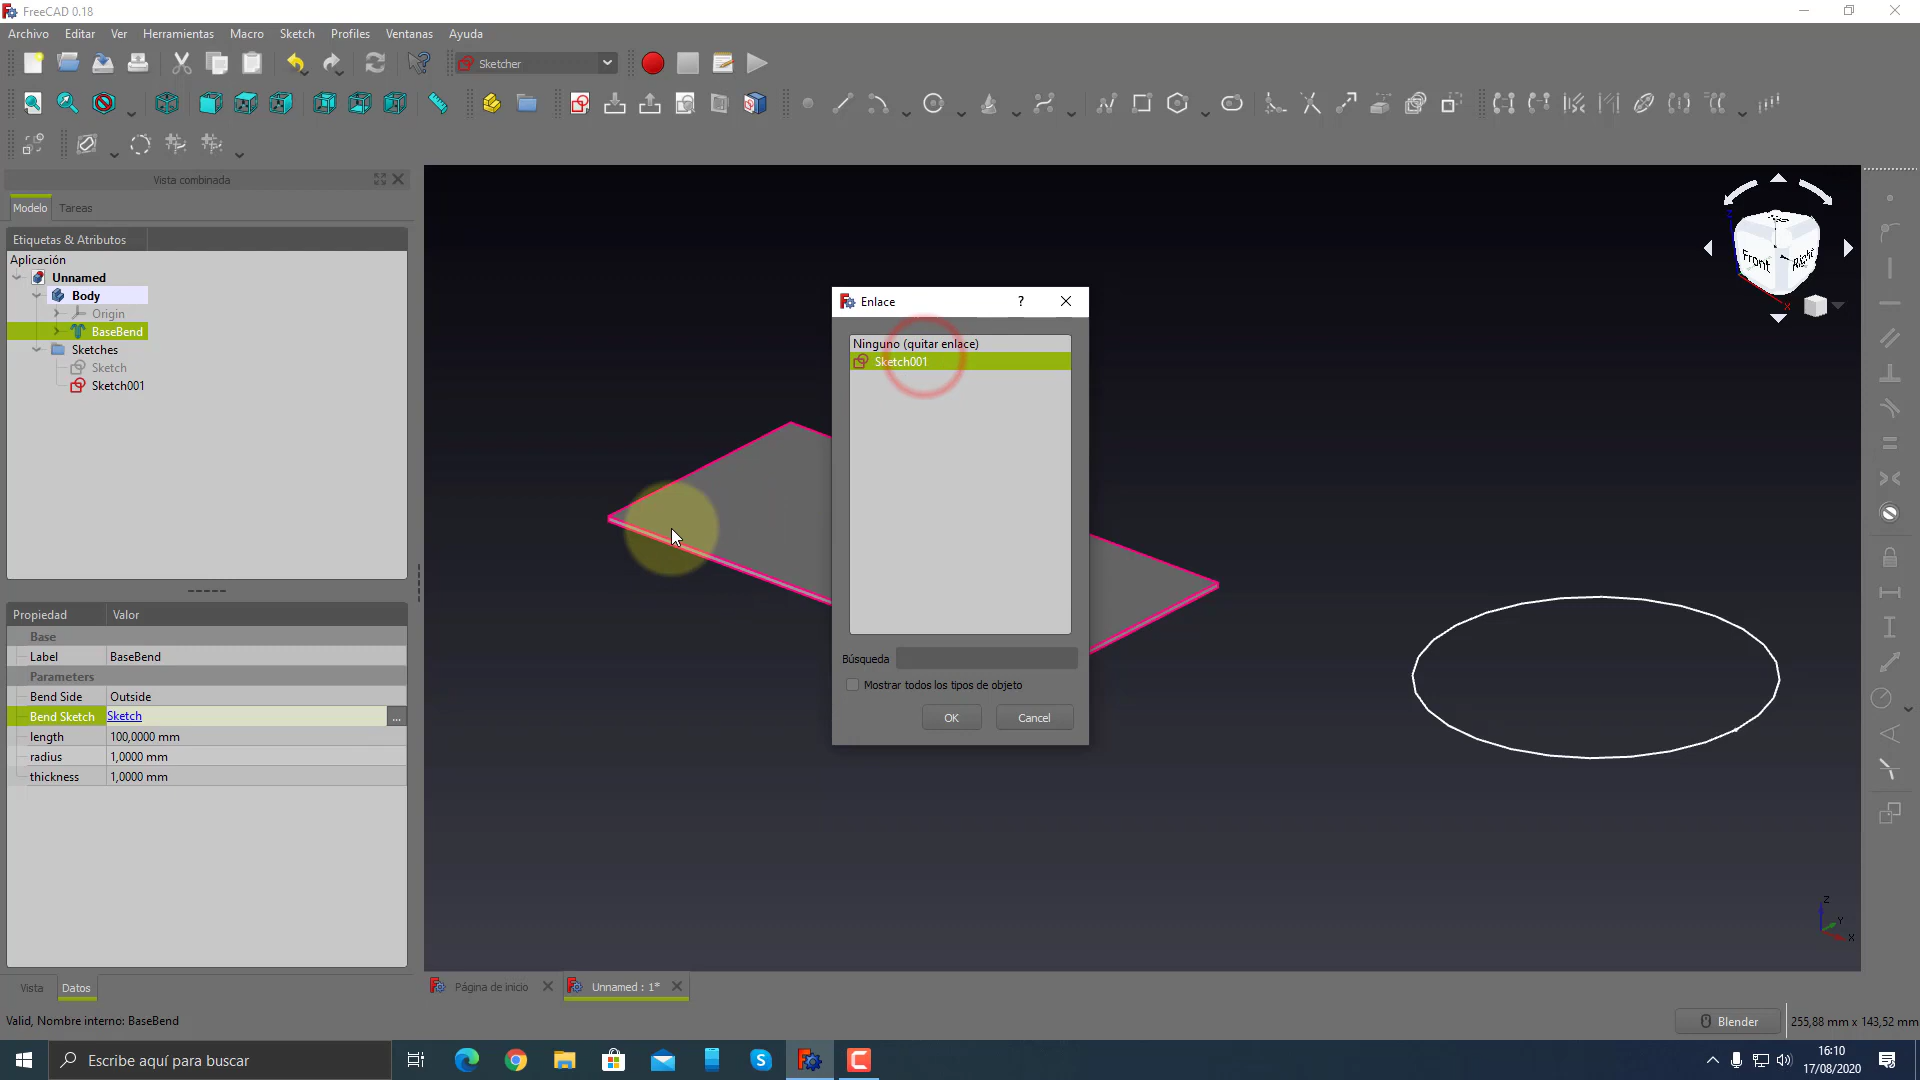 FreeCAD 0.18
Archivo Editar Ver Herramientas Macro Sketch Profiles Ventanas Ayuda
Sketcher
Vista combinada
Modelo Tareas
Etiquetas & Atributos
Aplicación
Unnamed
Body
Origin
BaseBend
Sketches
Sketch
Sketch001
Propiedad Valor
Base
Label BaseBend
Parameters
Bend Side Outside
Bend Sketch Sketch ...
length 100,0000 mm
radius 1,0000 mm
thickness 1,0000 mm
Vista Datos
Enlace ?
Ninguno (quitar enlace)
Sketch001
Búsqueda
Mostrar todos los tipos de objeto
OK Cancel
Front Right
Z
Y
X
Página de inicio Unnamed : 1*
Valid, Nombre interno: BaseBend
Blender 255,88 mm x 143,52 mm
Escribe aquí para buscar
16:10
17/08/2020